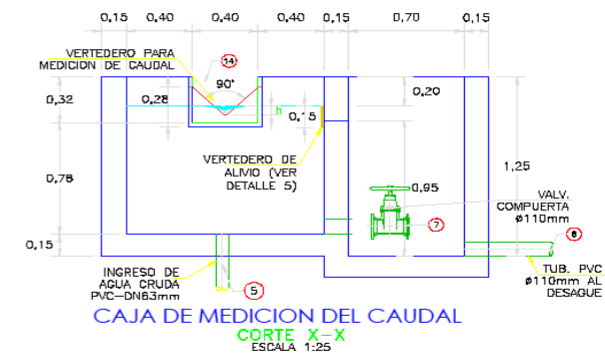 0,15 0,40 0,40 0,40 0,15 0,70 0,15
VERTEDERO PARA
MEDICION DE CAUDAL
14
90°
0,32
0,28
h
0,15
0,20
VERTEDERO DE
ALIVIO (VER
DETALLE 5)
0,78
0,95
1,25
VALV.
COMPUERTA
Ø110mm
7
8
0,15
INGRESO DE
AGUA CRUDA
PVC-DN63mm
5
TUB. PVC
Ø110mm AL
DESAGUE
CAJA DE MEDICION DEL CAUDAL
CORTE X-X
ESCALA 1:25